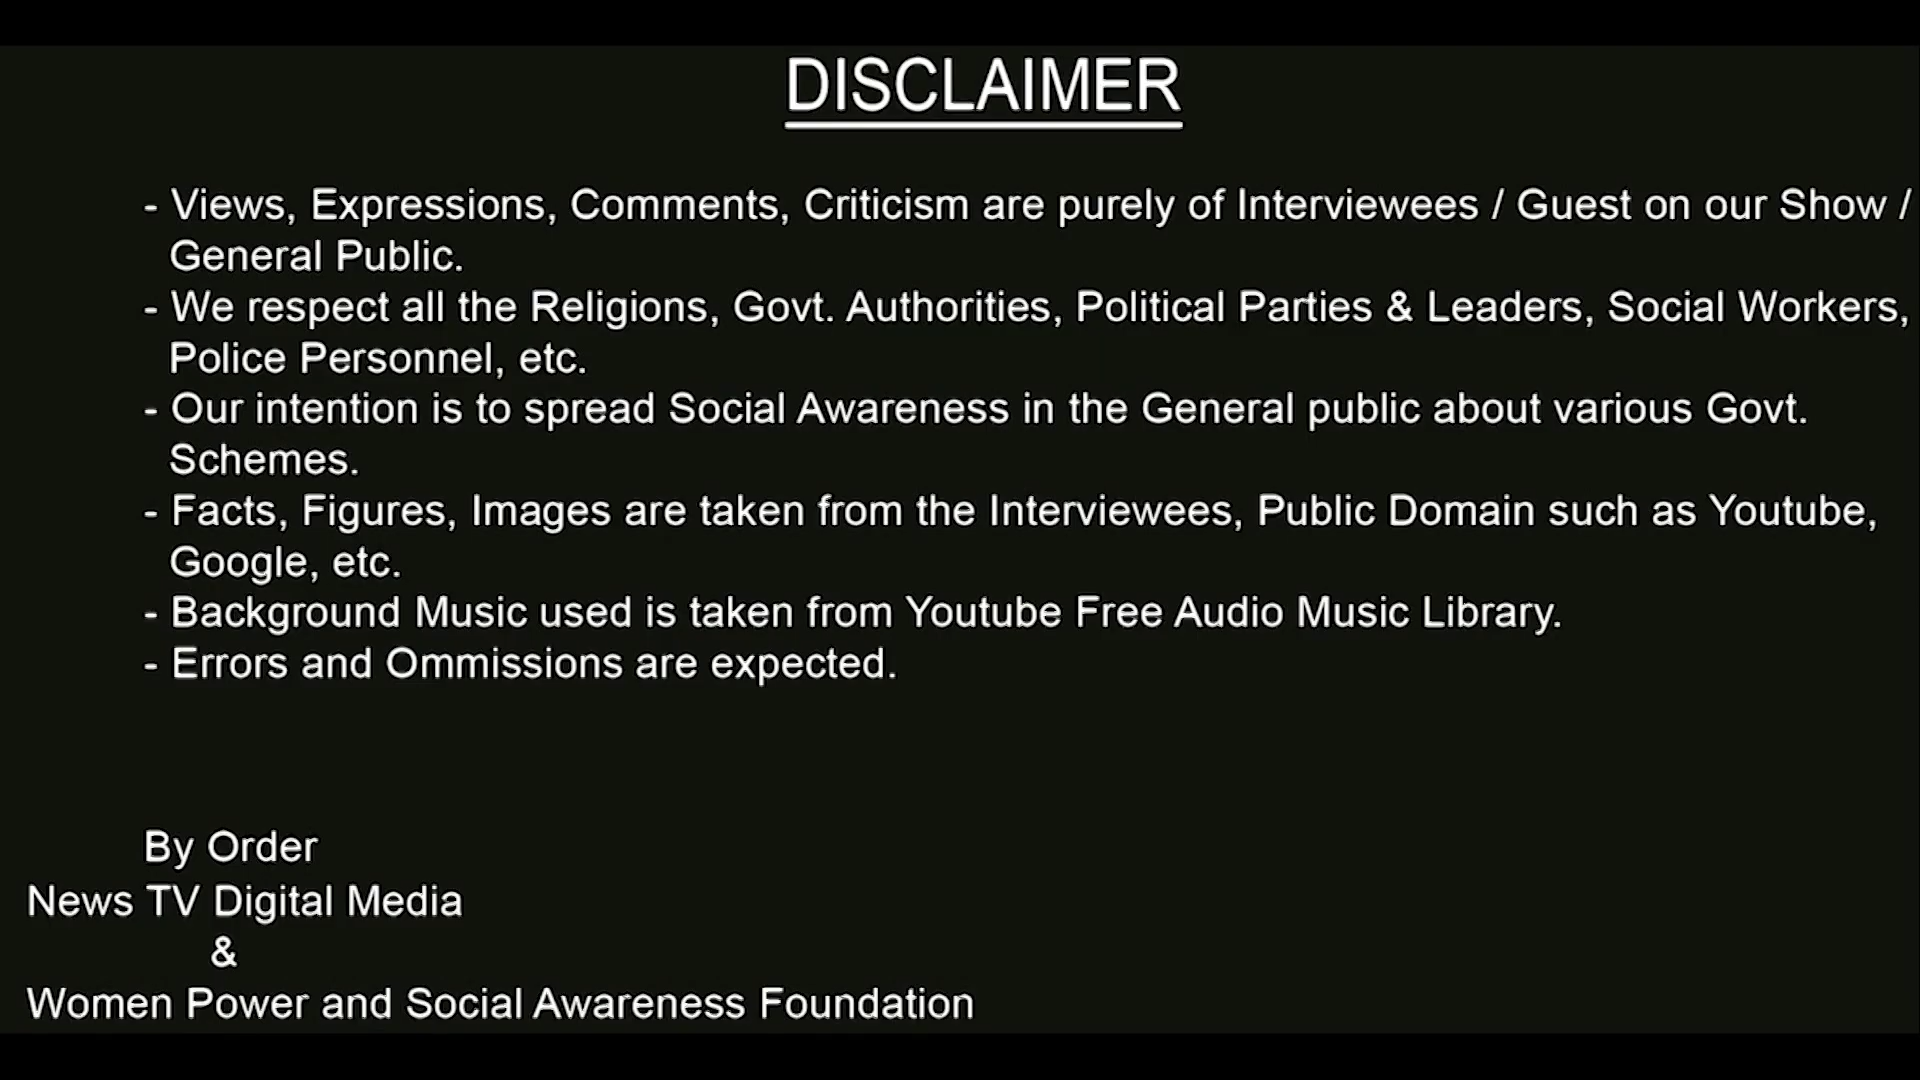 DISCLAIMER
- Views, Expressions, Comments, Criticism are purely of Interviewees / Guest on our Show /
General Public.
- We respect all the Religions, Govt. Authorities, Political Parties & Leaders, Social Workers,
Police Personnel, etc.
- Our intention is to spread Social Awareness in the General public about various Govt.
Schemes.
- Facts, Figures, Images are taken from the Interviewees, Public Domain such as Youtube,
Google, etc.
- Background Music used is taken from Youtube Free Audio Music Library.
- Errors and Ommissions are expected.
By Order
News TV Digital Media
&
Women Power and Social Awareness Foundation